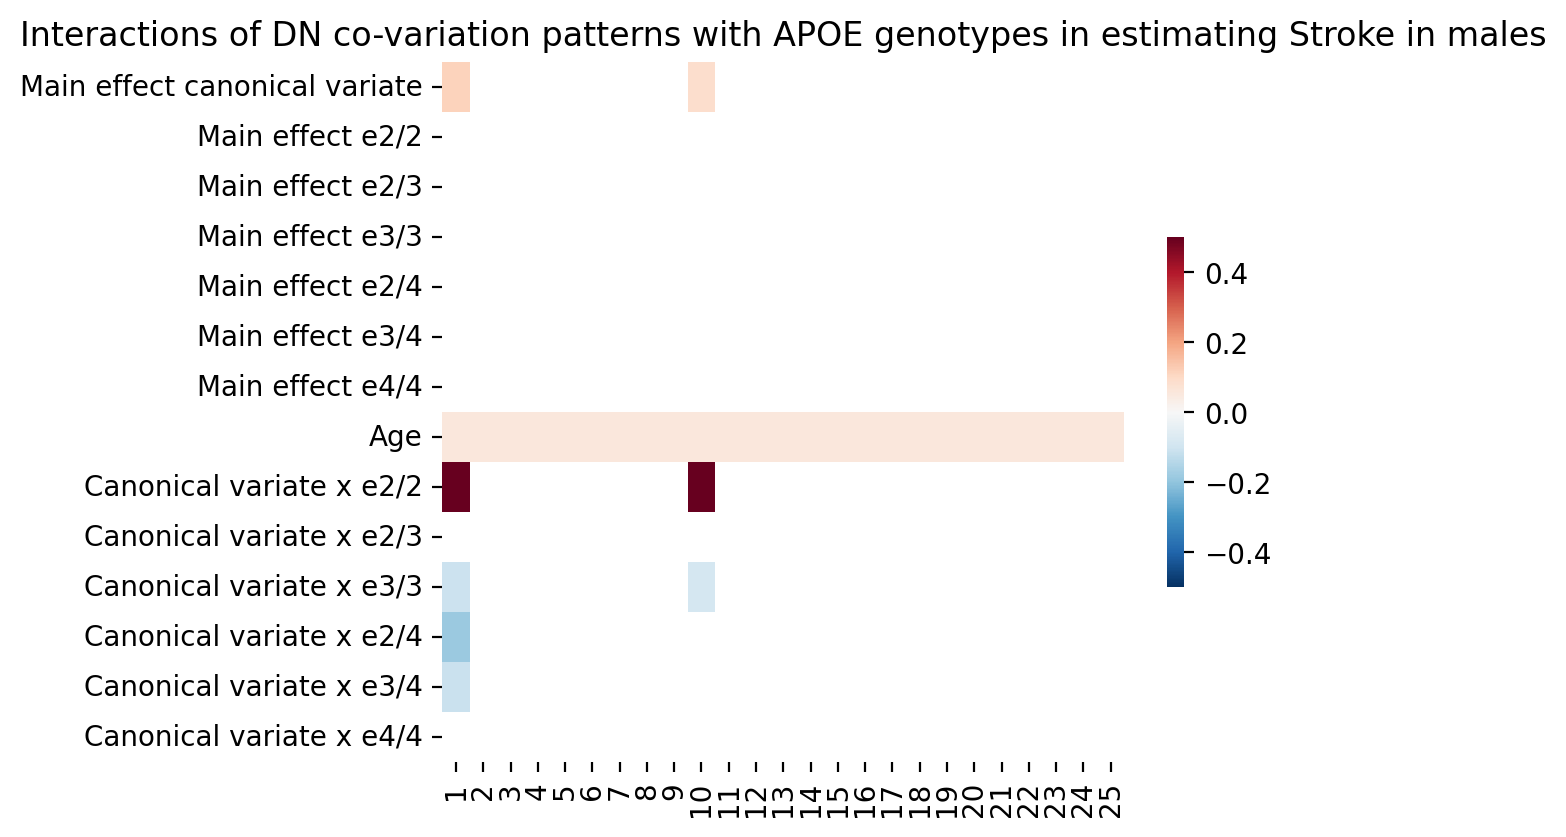 Interactions of DN co-variation patterns with APOE genotypes in estimating Stroke in males
Main effect canonical variate
Main effect e2/2
Main effect e2/3
Main effect e3/3
Main effect e2/4
Main effect e3/4
Main effect e4/4
Age
Canonical variate x e2/2
Canonical variate x e2/3
Canonical variate x e3/3
Canonical variate x e2/4
Canonical variate x e3/4
Canonical variate x e4/4
1
2
3
4
5
6
7
8
9
10
11
12
13
14
15
16
17
18
19
20
21
22
23
24
25
0.4
0.2
0.0
−0.2
−0.4